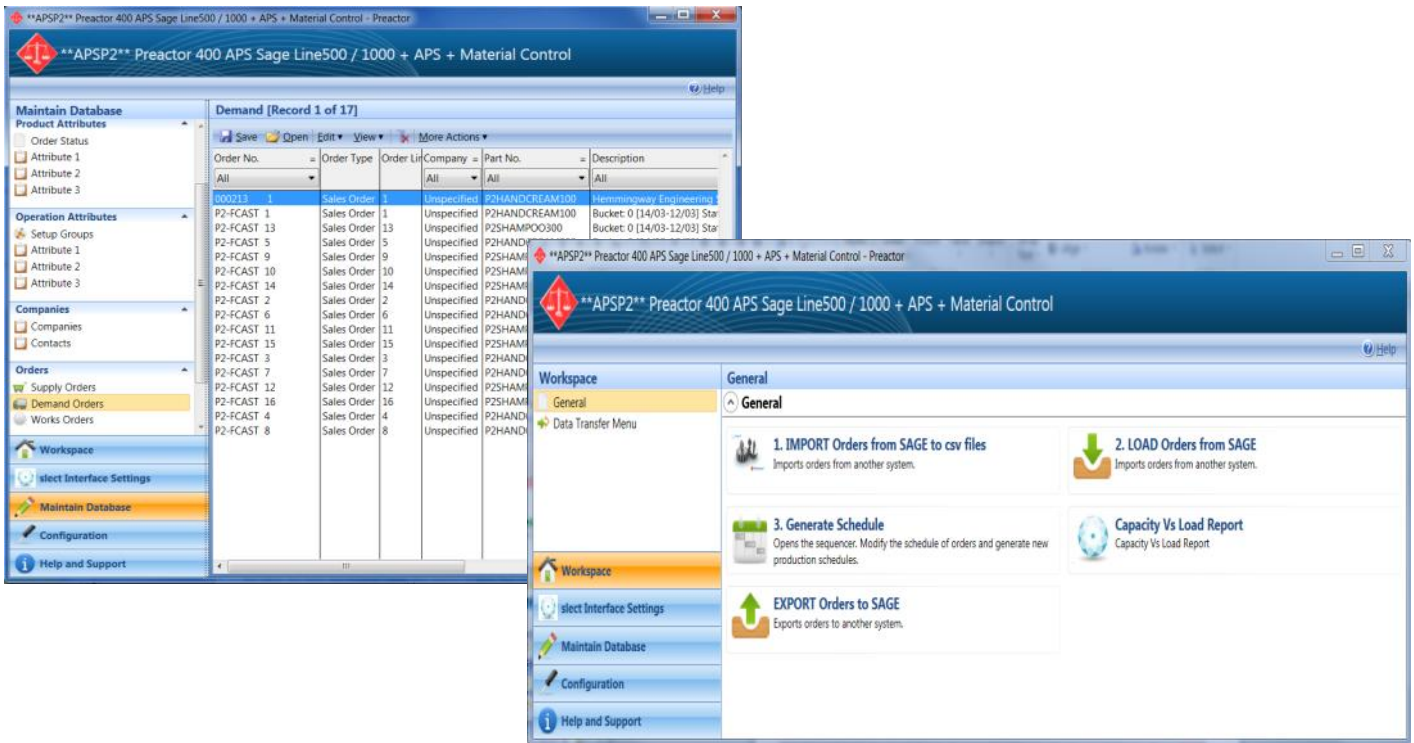 **APSP2** Preactor 400 APS Sage Line500 / 1000 + APS + Material Control - Preactor
**APSP2** Preactor 400 APS Sage Line500 / 1000 + APS + Material Control
Help
Maintain Database
Product Attributes
Order Status
Attribute 1
Attribute 2
Attribute 3
Operation Attributes
Setup Groups
Attribute 1
Attribute 2
Attribute 3
Companies
Companies
Contacts
Orders
Supply Orders
Demand Orders
Works Orders
Workspace
slect Interface Settings
Maintain Database
Configuration
Help and Support
Demand [Record 1 of 17]
Save Open Edit View More Actions
Order No. = Order Type Order Lin Company = Part No. = Description
All All All All
000213 1 Sales Order 1 Unspecified P2HANDCREAM100 Hemmingway Engineering
P2-FCAST 1 Sales Order 1 Unspecified P2HANDCREAM100 Bucket: 0 [14/03-12/03] Star
P2-FCAST 13 Sales Order 13 Unspecified P2SHAMPOO300 Bucket: 0 [14/03-12/03] Star
P2-FCAST 5 Sales Order 5 Unspecified
P2-FCAST 9 Sales Order 9 Unspecified
P2-FCAST 10 Sales Order 10 Unspecified
P2-FCAST 14 Sales Order 14 Unspecified
P2-FCAST 2 Sales Order 2 Unspecified
P2-FCAST 6 Sales Order 6 Unspecified
P2-FCAST 11 Sales Order 11 Unspecified
P2-FCAST 15 Sales Order 15 Unspecified
P2-FCAST 3 Sales Order 3 Unspecified
P2-FCAST 7 Sales Order 7 Unspecified
P2-FCAST 12 Sales Order 12 Unspecified
P2-FCAST 16 Sales Order 16 Unspecified
P2-FCAST 4 Sales Order 4 Unspecified
P2-FCAST 8 Sales Order 8 Unspecified
**APSP2** Preactor 400 APS Sage Line500 / 1000 + APS + Material Control - Preactor
**APSP2** Preactor 400 APS Sage Line500 / 1000 + APS + Material Control
Help
Workspace
General
Data Transfer Menu
Workspace
slect Interface Settings
Maintain Database
Configuration
Help and Support
General
General
1. IMPORT Orders from SAGE to csv files
Imports orders from another system.
2. LOAD Orders from SAGE
Imports orders from another system.
3. Generate Schedule
Opens the sequencer. Modify the schedule of orders and generate new
production schedules.
Capacity Vs Load Report
Capacity Vs Load Report
EXPORT Orders to SAGE
Exports orders to another system.